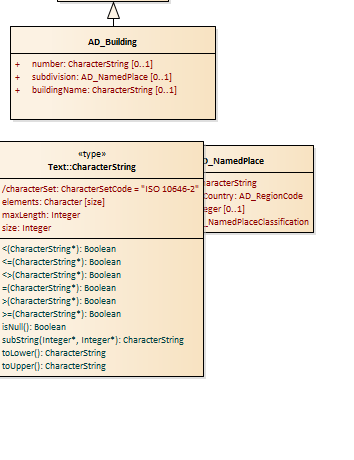 AD_Building
+ number: CharacterString [0..1]
+ subdivision: AD_NamedPlace [0..1]
+ buildingName: CharacterString [0..1]
«type»
Text::CharacterString
/characterSet: CharacterSetCode = "ISO 10646-2"
elements: Character [size]
maxLength: Integer
size: Integer
<(CharacterString*): Boolean
<=(CharacterString*): Boolean
<>(CharacterString*): Boolean
=(CharacterString*): Boolean
>(CharacterString*): Boolean
>=(CharacterString*): Boolean
isNull(): Boolean
subString(Integer*, Integer*): CharacterString
toLower(): CharacterString
toUpper(): CharacterString
D_NamedPlace
haracterString
Country: AD_RegionCode
eger [0..1]
_NamedPlaceClassification